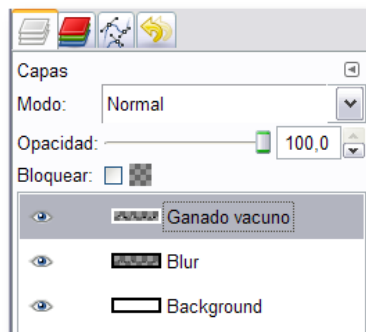 Capas
Modo: Normal
Opacidad: 100,0
Bloquear:
Ganado vacuno
Blur
Background